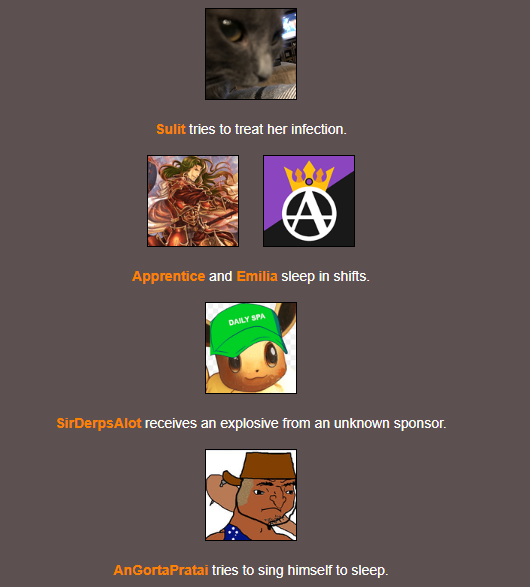 Sulit tries to treat her infection.
A
Apprentice and Emilia sleep in shifts.
DAILY SPA
SirDerpsAlot receives an explosive from an unknown sponsor.
AnGortaPratai tries to sing himself to sleep.